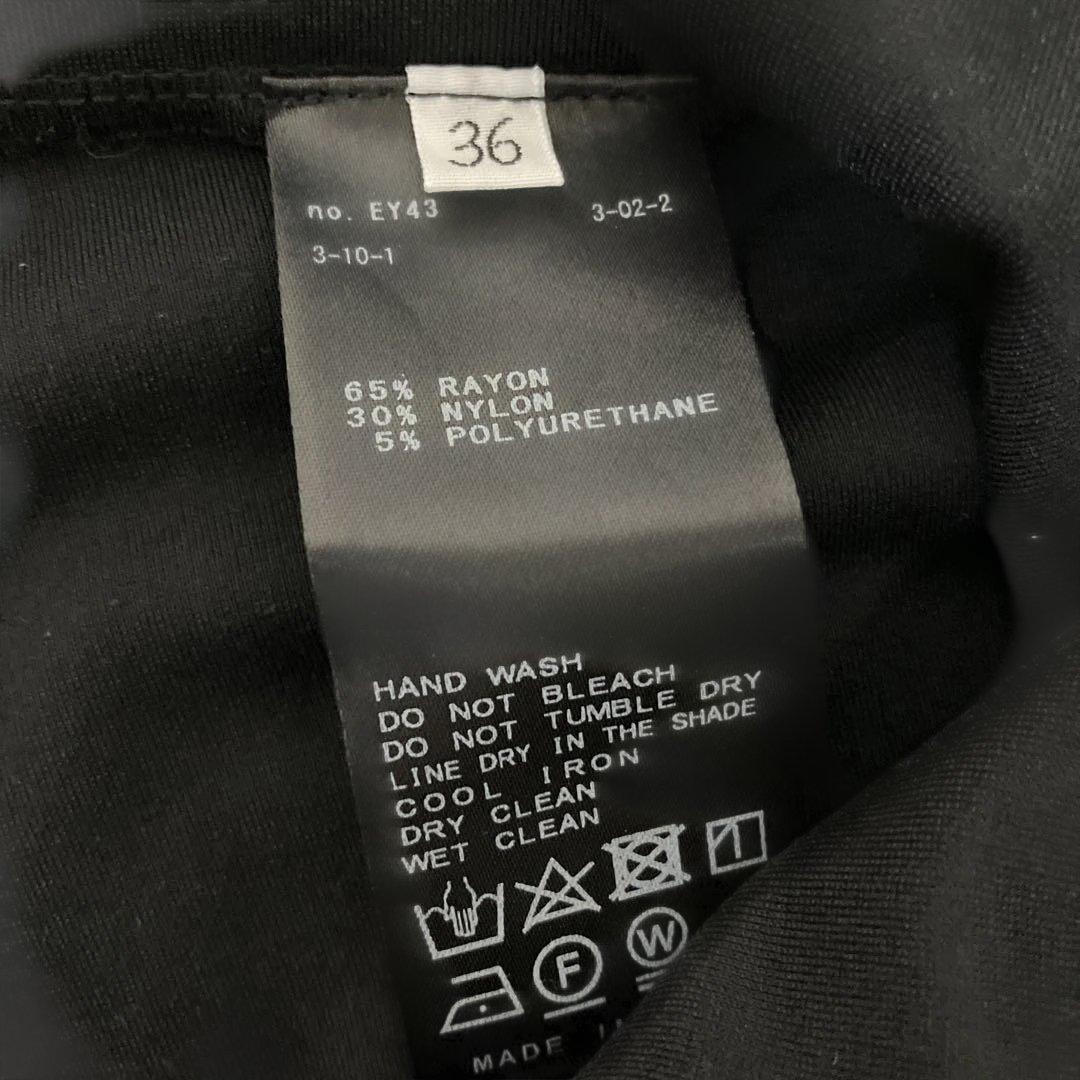 36
no. EY43 3-02-2
3-10-1
65% RAYON
30% NYLON
5% POLYURETHANE
HAND WASH
DO NOT BLEACH
DO NOT TUMBLE DRY
LINE DRY IN THE SHADE
COOL IRON
DRY CLEAN
WET CLEAN
F W
MADE